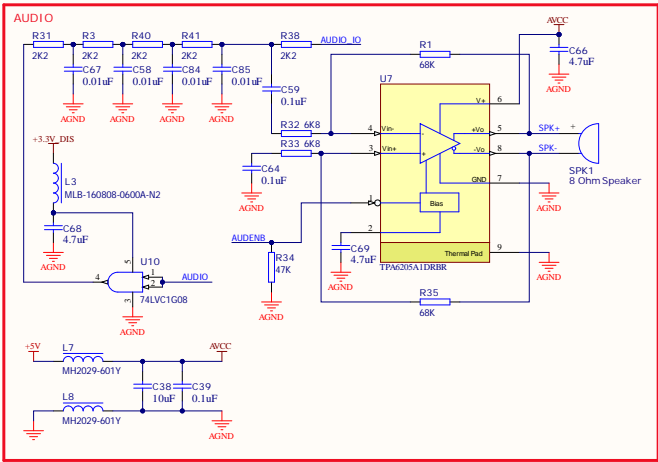 AUDIO
R31
2K2
R3
2K2
R40
2K2
R41
2K2
R38
2K2
AUDIO_IO
C67
0.01uF
C58
0.01uF
C84
0.01uF
C85
0.01uF
AGND
AGND
AGND
AGND
C59
0.1uF
R1
68K
AVCC
C66
4.7uF
AGND
U7
V+
6
R32 6K8
R33 6K8
4
Vin-
3
Vin+
-
+
+Vo
5
SPK+
-Vo
8
SPK-
+
SPK1
8 Ohm Speaker
GND
7
AGND
C64
0.1uF
AGND
1
Bias
2
AUDENB
R34
47K
AGND
C69
4.7uF
AGND
Thermal Pad
9
AGND
TPA6205A1DRBR
R35
68K
+3.3V_DIS
L3
MLB-160808-0600A-N2
C68
4.7uF
AGND
U10
5
4
1
2
3
AUDIO
74LVC1G08
AGND
+5V
L7
MH2029-601Y
AVCC
C38
10uF
C39
0.1uF
L8
MH2029-601Y
AGND